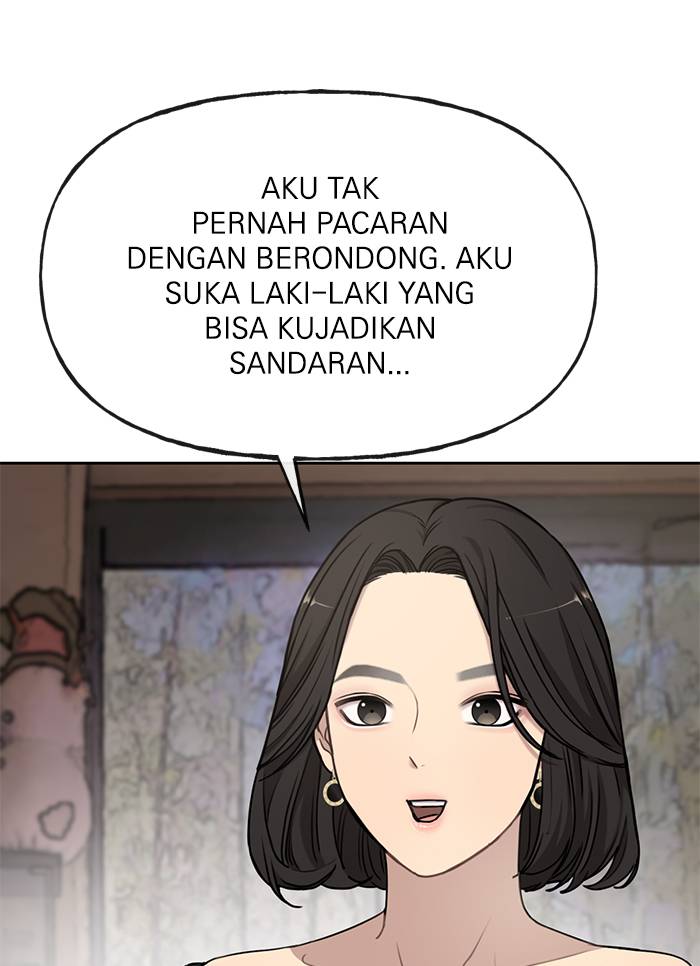 AKU TAK
PERNAH PACARAN
DENGAN BERONDONG. AKU
SUKA LAKI-LAKI YANG
BISA KUJADIKAN
SANDARAN...